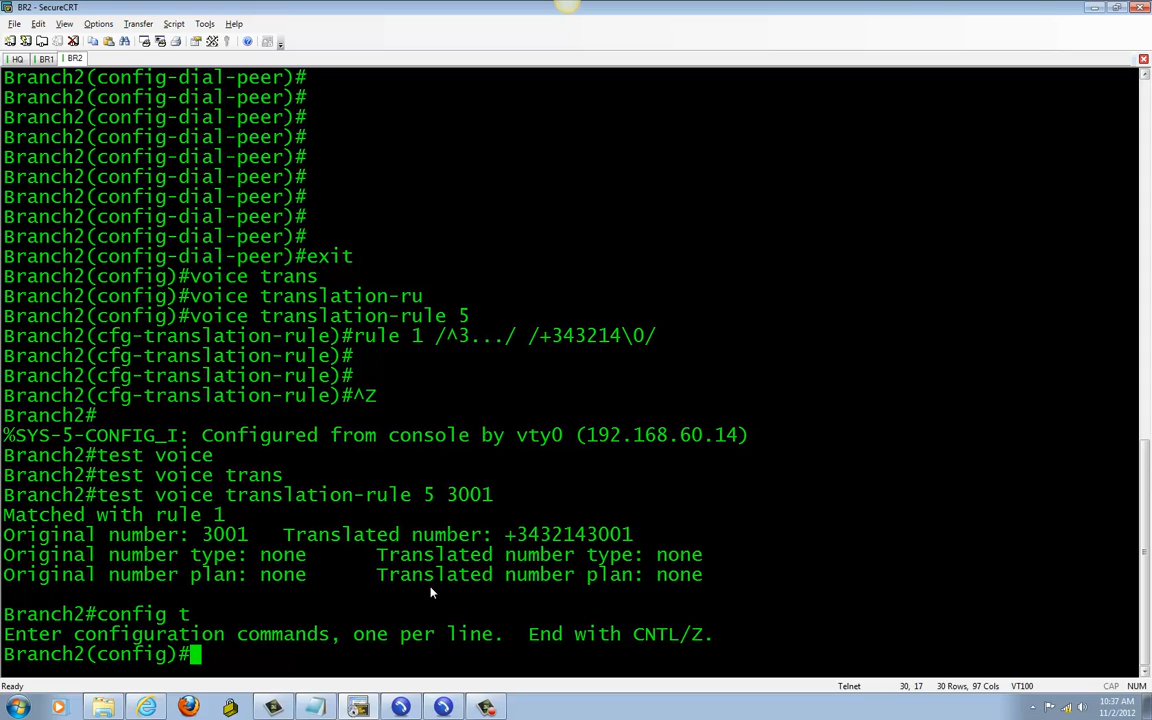 BR2 - SecureCRT
File Edit View Options Transfer Script Tools Help
HQ BR1 BR2
Branch2(config-dial-peer)#
Branch2(config-dial-peer)#
Branch2(config-dial-peer)#
Branch2(config-dial-peer)#
Branch2(config-dial-peer)#
Branch2(config-dial-peer)#
Branch2(config-dial-peer)#
Branch2(config-dial-peer)#
Branch2(config-dial-peer)#
Branch2(config-dial-peer)#exit
Branch2(config)#voice trans
Branch2(config)#voice translation-ru
Branch2(config)#voice translation-rule 5
Branch2(cfg-translation-rule)#rule 1 /^3.../ /+343214\0/
Branch2(cfg-translation-rule)#
Branch2(cfg-translation-rule)#
Branch2(cfg-translation-rule)#^Z
Branch2#
%SYS-5-CONFIG_I: Configured from console by vty0 (192.168.60.14)
Branch2#test voice
Branch2#test voice trans
Branch2#test voice translation-rule 5 3001
Matched with rule 1
Original number: 3001 Translated number: +3432143001
Original number type: none Translated number type: none
Original number plan: none Translated number plan: none
Branch2#config t
Enter configuration commands, one per line. End with CNTL/Z.
Branch2(config)#
Ready Telnet 30, 17 30 Rows, 97 Cols VT100 CAP NUM
10:37 AM
11/2/2012